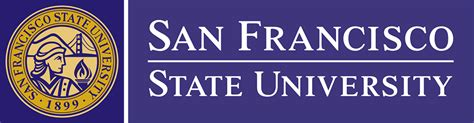 SAN FRANCISCO STATE UNIVERSITY
1899
SAN FRANCISCO
STATE UNIVERSITY